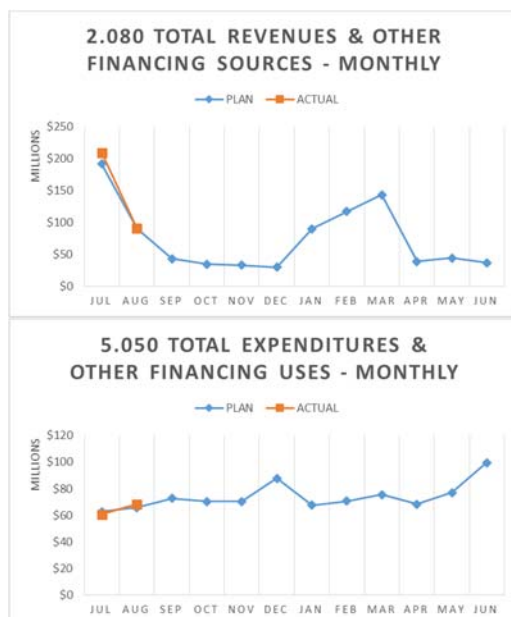 2.080 TOTAL REVENUES & OTHER
FINANCING SOURCES - MONTHLY
PLAN ACTUAL
MILLIONS
$250
$200
$150
$100
$50
$0
JUL AUG SEP OCT NOV DEC JAN FEB MAR APR MAY JUN
5.050 TOTAL EXPENDITURES &
OTHER FINANCING USES - MONTHLY
PLAN ACTUAL
MILLIONS
$120
$100
$80
$60
$40
$20
$0
JUL AUG SEP OCT NOV DEC JAN FEB MAR APR MAY JUN